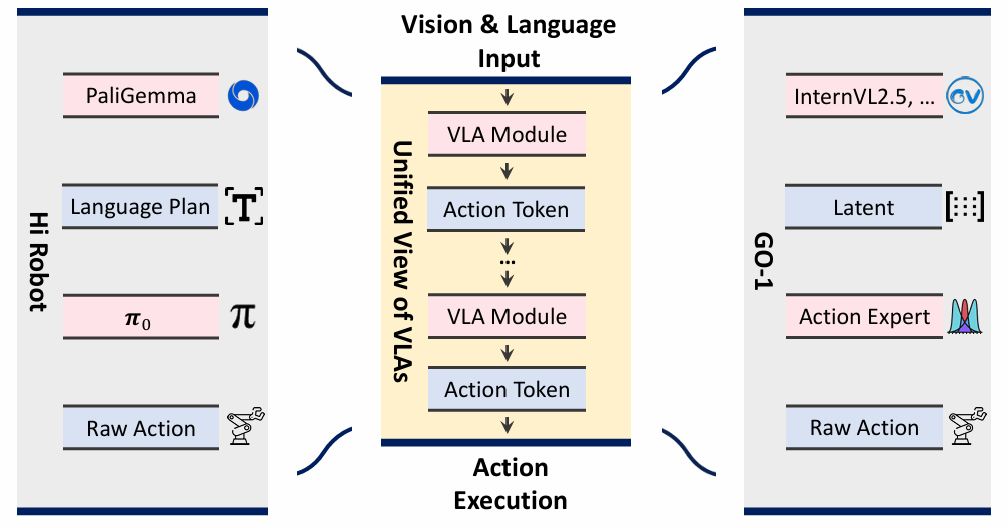 Hi Robot
PaliGemma
Language Plan
T
π₀
π
Raw Action
Vision & Language
Input
Unified View of VLAs
VLA Module
Action Token
...
VLA Module
Action Token
Action
Execution
GO-1
InternVL2.5, ...
Latent
Action Expert
Raw Action